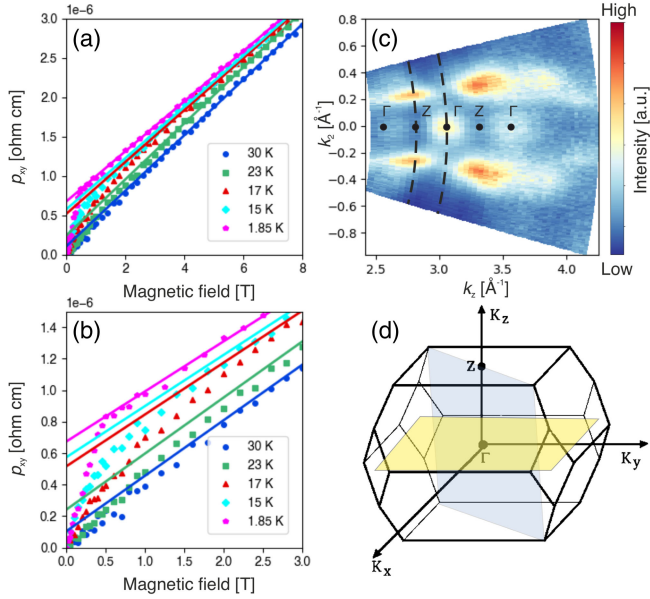 1e-6
(a)
3.0
2.5
2.0
1.5
1.0
0.5
0.0
ρxy [ohm cm]
30 K
23 K
17 K
15 K
1.85 K
0 2 4 6 8
Magnetic field [T]
1e-6
(b)
1.4
1.2
1.0
0.8
0.6
0.4
0.2
0.0
ρxy [ohm cm]
30 K
23 K
17 K
15 K
1.85 K
0.0 0.5 1.0 1.5 2.0 2.5 3.0
Magnetic field [T]
(c)
0.8
0.6
0.4
0.2
0.0
-0.2
-0.4
-0.6
-0.8
k2 [Å-1]
Γ Z Γ Z Γ
2.5 3.0 3.5 4.0
kz [Å-1]
High
Intensity [a.u.]
Low
(d)
Kz
Z
Γ
Ky
Kx